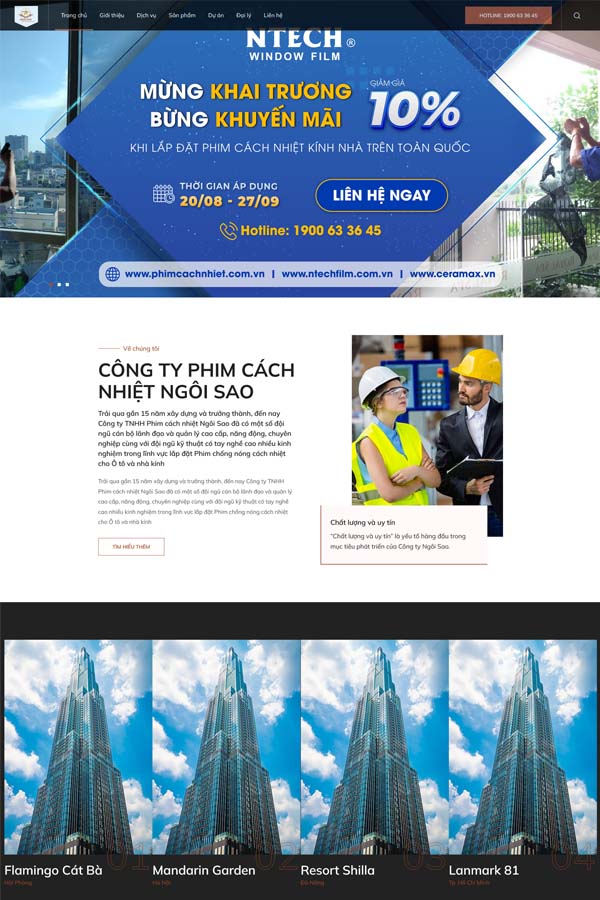 Trang chủ Giới thiệu Dịch vụ Sản phẩm Dự án Đại lý Liên hệ HOTLINE: 1900 63 36 45
NTECH ®
WINDOW FILM
MỪNG KHAI TRƯƠNG
BỪNG KHUYẾN MÃI
GIẢM GIÁ
10%
KHI LẮP ĐẶT PHIM CÁCH NHIỆT KÍNH NHÀ TRÊN TOÀN QUỐC
THỜI GIAN ÁP DỤNG
20/08 - 27/09
LIÊN HỆ NGAY
Hotline: 1900 63 36 45
www.phimcachnhiet.com.vn | www.ntechfilm.com.vn | www.ceramax.vn
Về chúng tôi
CÔNG TY PHIM CÁCH
NHIỆT NGÔI SAO
Trải qua gần 15 năm xây dựng và trưởng thành, đến nay
Công ty TNHH Phim cách nhiệt Ngôi Sao đã có một số đội
ngũ cán bộ lãnh đạo và quản lý cao cấp, năng động, chuyên
nghiệp cùng với đội ngũ kỹ thuật có tay nghề cao nhiều kinh
nghiệm trong lĩnh vực lắp đặt Phim chống nóng cách nhiệt
cho Ô tô và nhà kính
Trải qua gần 15 năm xây dựng và trưởng thành, đến nay Công ty TNHH
Phim cách nhiệt Ngôi Sao đã có một số đội ngũ cán bộ lãnh đạo và quản lý
cao cấp, năng động, chuyên nghiệp cùng với đội ngũ kỹ thuật có tay nghề
cao nhiều kinh nghiệm trong lĩnh vực lắp đặt Phim chống nóng cách nhiệt
cho Ô tô và nhà kính
TÌM HIỂU THÊM
Chất lượng và uy tín
"Chất lượng và uy tín" là yếu tố hàng đầu trong
mục tiêu phát triển của Công ty Ngôi Sao.
01
Flamingo Cát Bà
Hải Phòng
02
Mandarin Garden
Hà Nội
03
Resort Shilla
Đà Nẵng
04
Lanmark 81
Tp. Hồ Chí Minh